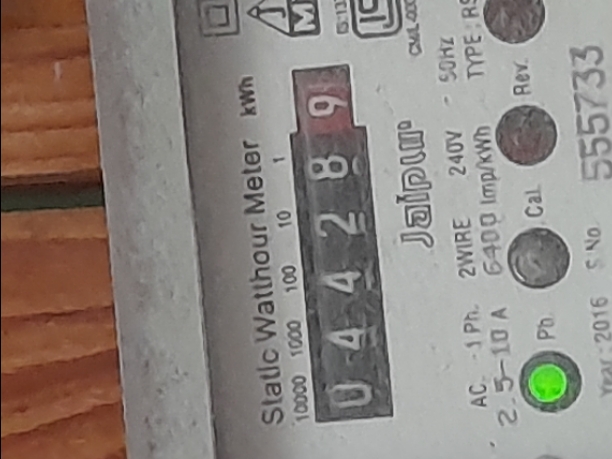 Static Watthour Meter kWh
10000 1000 100 10 1
0 4 4 2 8 9
Jaipur
AC. -1 Ph. 2WIRE 240V - 50Hz
2.5-10 A 6400 Imp/kWh TYPE: RS
Ph. Cal. Rev.
Year: 2016 S.No. 555733